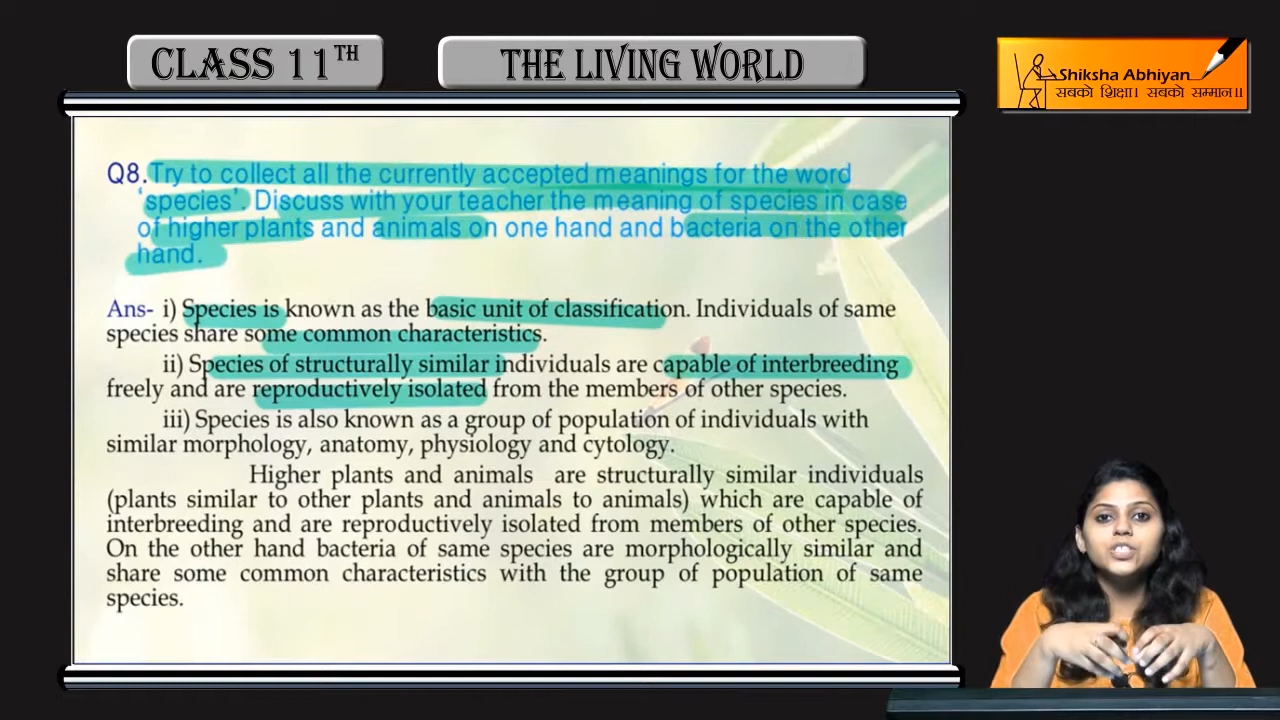 CLASS 11TH
THE LIVING WORLD
Shiksha Abhiyan
सबको शिक्षा। सबको सम्मान॥
Q8.Try to collect all the currently accepted meanings for the word
‘species’. Discuss with your teacher the meaning of species in case
of higher plants and animals on one hand and bacteria on the other
hand.
Ans- i) Species is known as the basic unit of classification. Individuals of same
species share some common characteristics.
ii) Species of structurally similar individuals are capable of interbreeding
freely and are reproductively isolated from the members of other species.
iii) Species is also known as a group of population of individuals with
similar morphology, anatomy, physiology and cytology.
Higher plants and animals are structurally similar individuals
(plants similar to other plants and animals to animals) which are capable of
interbreeding and are reproductively isolated from members of other species.
On the other hand bacteria of same species are morphologically similar and
share some common characteristics with the group of population of same
species.